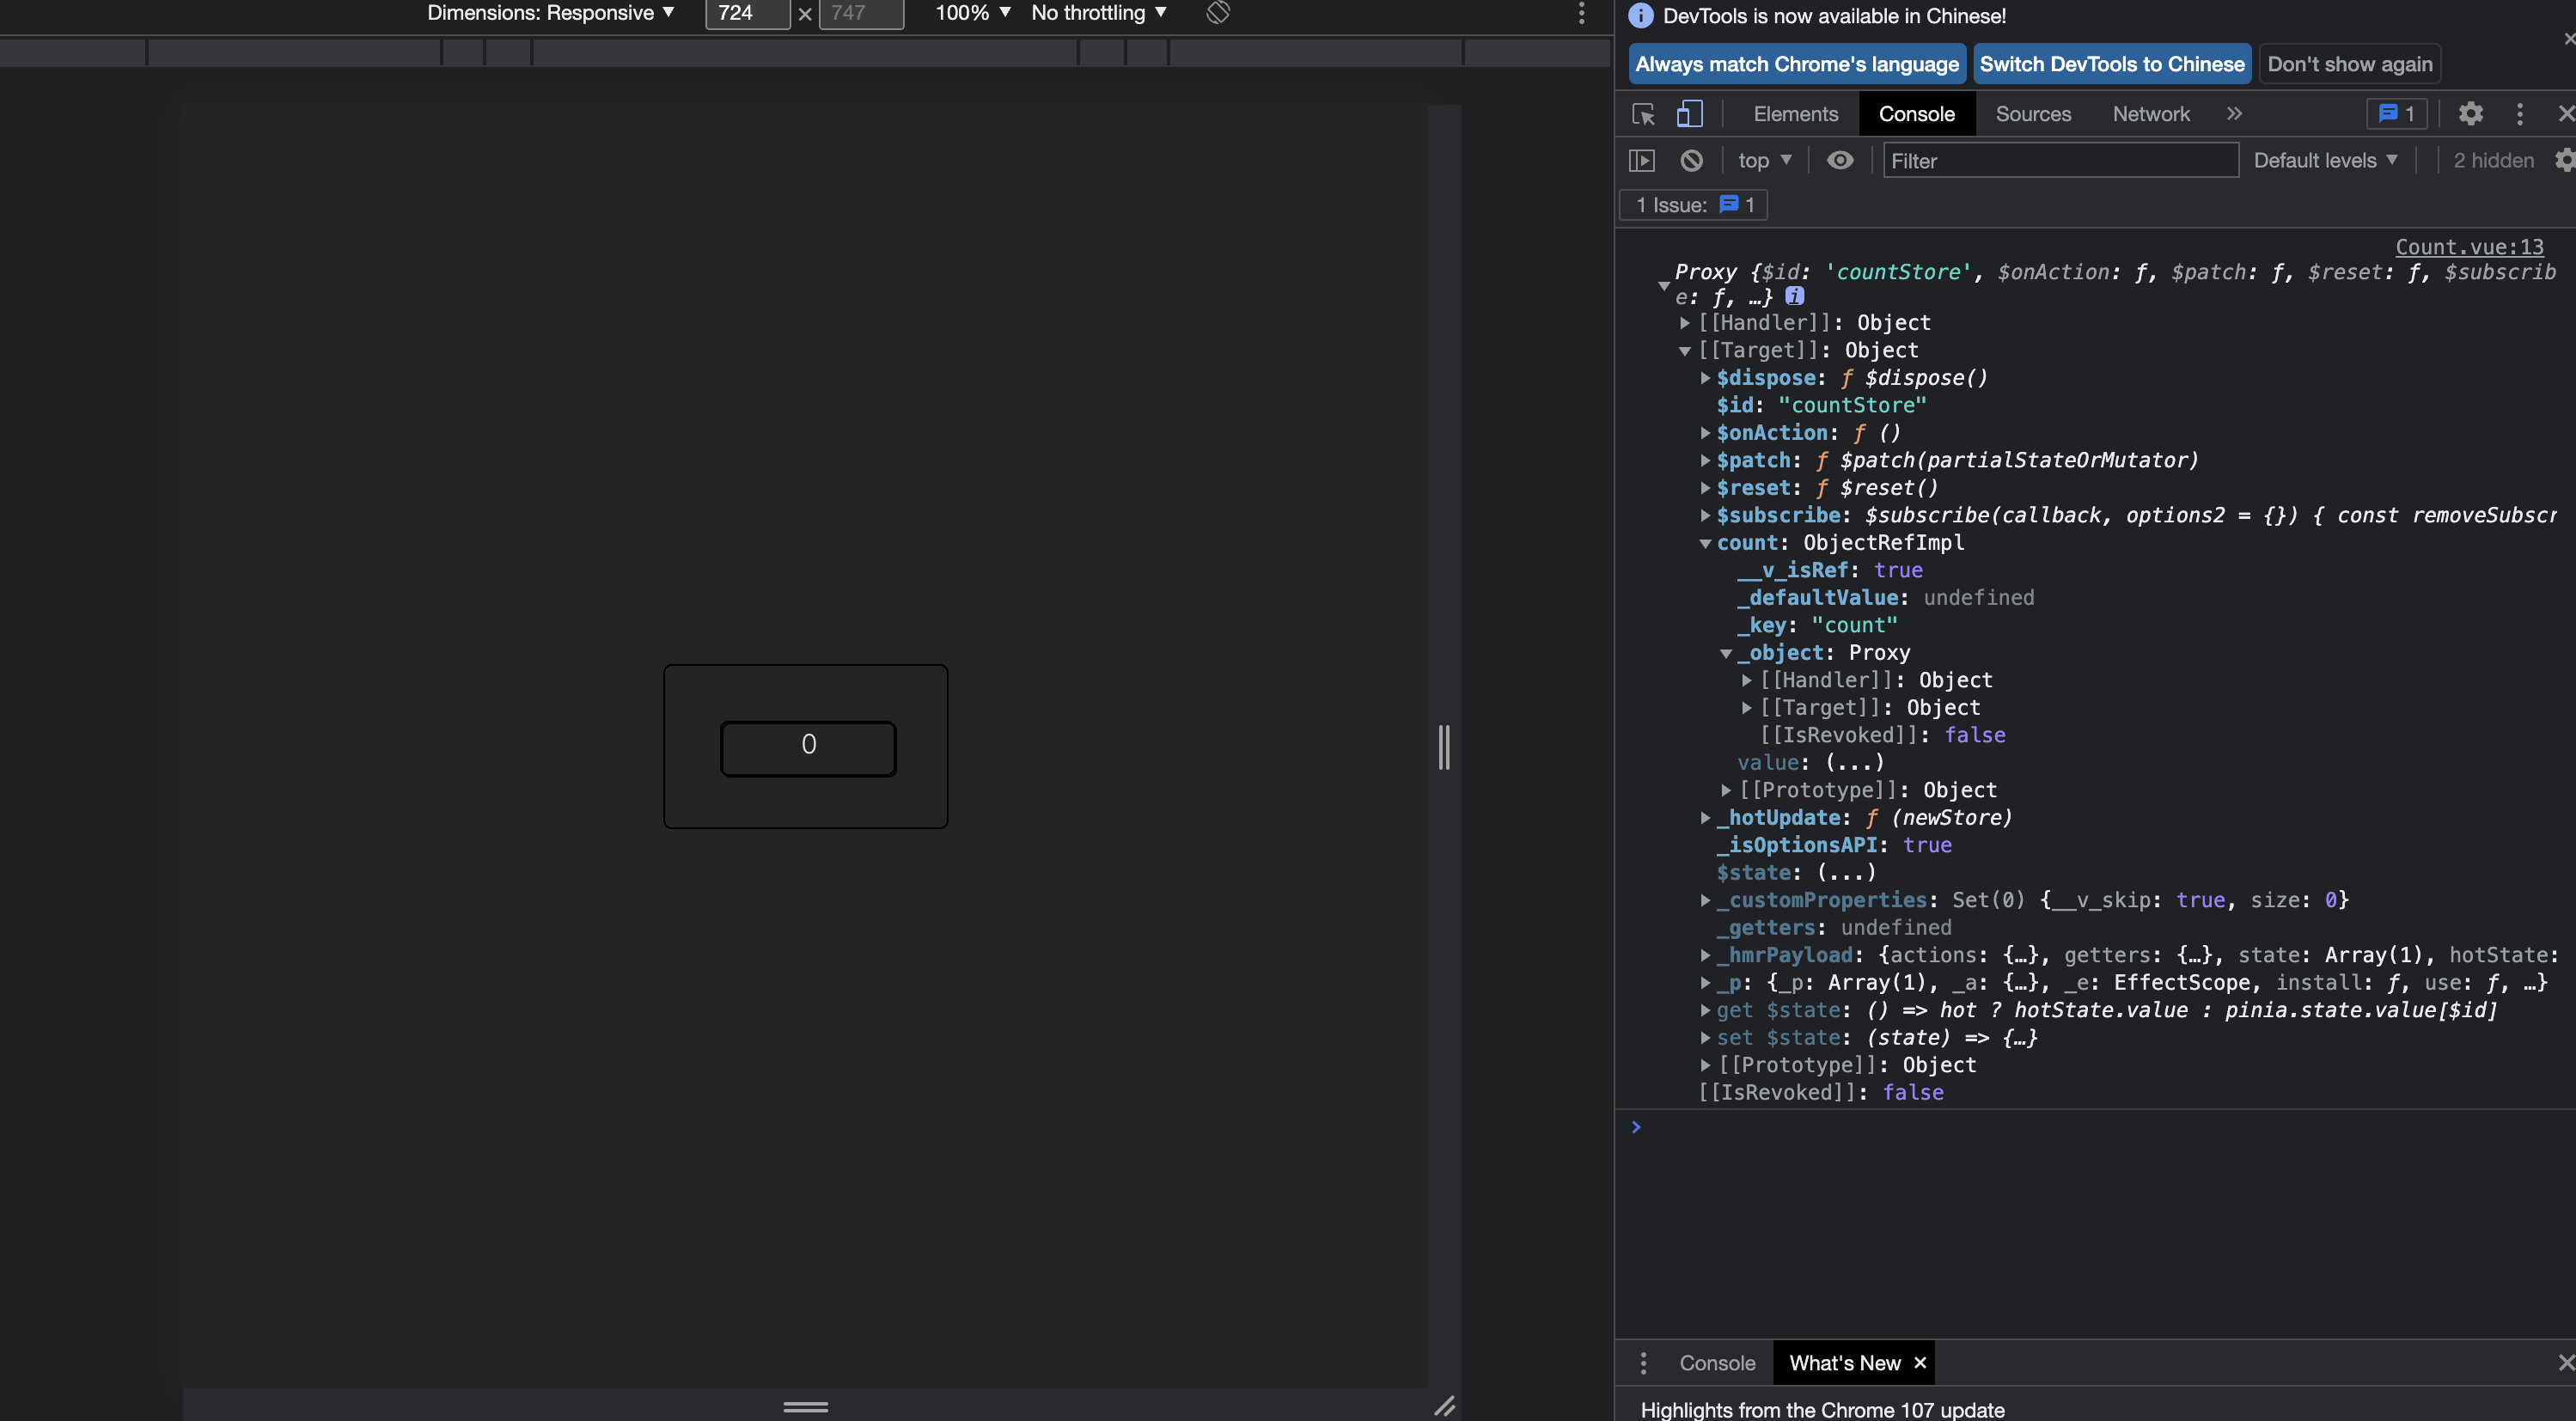 Dimensions: Responsive ▼ 724 × 747 100% ▼ No throttling ▼
0
DevTools is now available in Chinese!
Always match Chrome's language Switch DevTools to Chinese Don't show again
Elements Console Sources Network » 1
top ▼ Filter Default levels ▼ 2 hidden
1 Issue: 1
Count.vue:13
Proxy {$id: 'countStore', $onAction: ƒ, $patch: ƒ, $reset: ƒ, $subscrib
e: ƒ, …} i
[[Handler]]: Object
[[Target]]: Object
$dispose: ƒ $dispose()
$id: "countStore"
$onAction: ƒ ()
$patch: ƒ $patch(partialStateOrMutator)
$reset: ƒ $reset()
$subscribe: $subscribe(callback, options2 = {}) { const removeSubscr
count: ObjectRefImpl
__v_isRef: true
_defaultValue: undefined
_key: "count"
_object: Proxy
[[Handler]]: Object
[[Target]]: Object
[[IsRevoked]]: false
value: (...)
[[Prototype]]: Object
_hotUpdate: ƒ (newStore)
_isOptionsAPI: true
$state: (...)
_customProperties: Set(0) {__v_skip: true, size: 0}
_getters: undefined
_hmrPayload: {actions: {…}, getters: {…}, state: Array(1), hotState:
_p: {_p: Array(1), _a: {…}, _e: EffectScope, install: ƒ, use: ƒ, …}
get $state: () => hot ? hotState.value : pinia.state.value[$id]
set $state: (state) => {…}
[[Prototype]]: Object
[[IsRevoked]]: false
Console What's New ×
Highlights from the Chrome 107 update